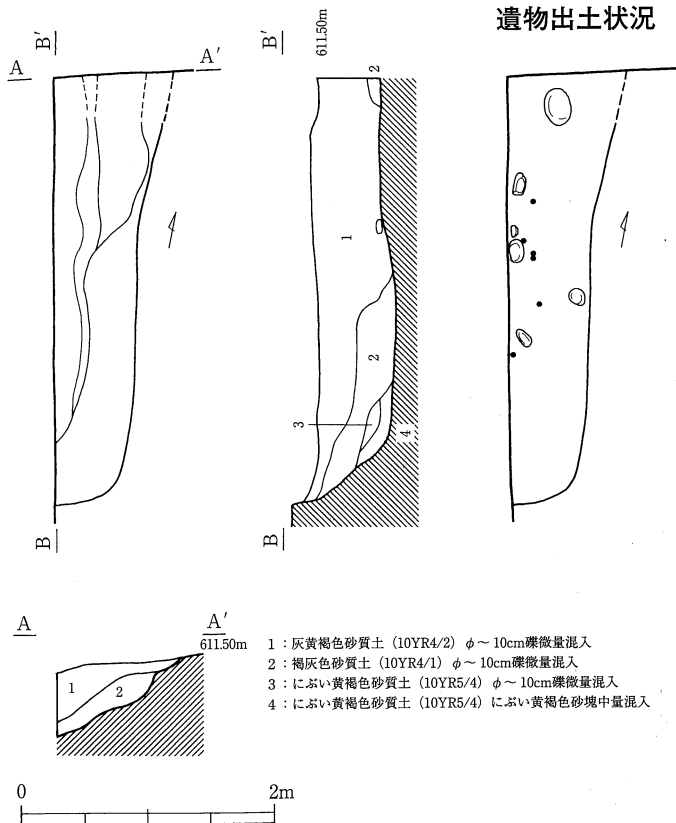 遺物出土状況
B′
A
A′
B′
611.50m
2
1
2
3
4
B
B
A
A′
611.50m
1
2
1：灰黄褐色砂質土（10YR4/2）φ～10cm礫微量混入
2：褐灰色砂質土（10YR4/1）φ～10cm礫微量混入
3：にぶい黄褐色砂質土（10YR5/4）φ～10cm礫微量混入
4：にぶい黄褐色砂質土（10YR5/4）にぶい黄褐色砂塊中量混入
0
2m